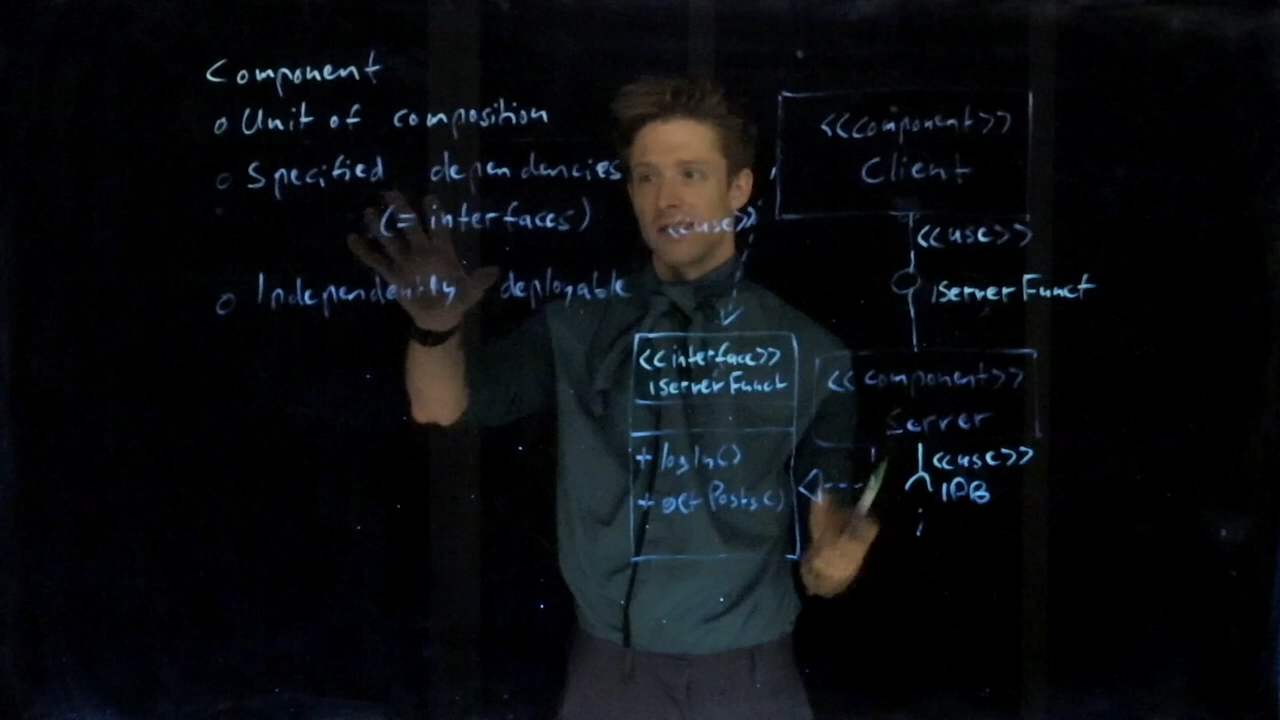 Component
o Unit of composition
o Specified dependencies
(= interfaces)
o Independently deployable
<<component>>
Client
<<use>>
<<use>>
iServerFunct
<<interface>>
iServerFunct
+ logIn()
+ getPosts()
<<component>>
Server
<<use>>
IDB